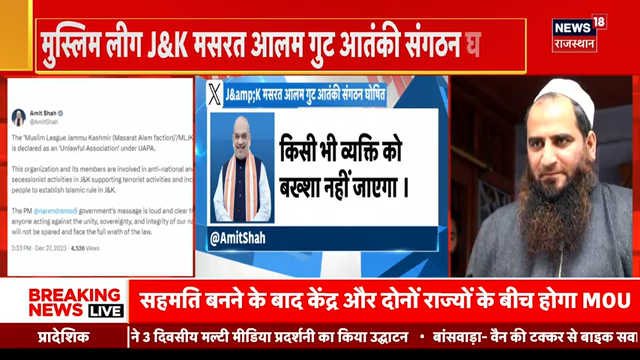 मुस्लिम लीग J&K मसरत आलम गुट आतंकी संगठन घ
NEWS 18
राजस्थान
Amit Shah
@AmitShah
The 'Muslim League Jammu Kashmir (Masarat Alam faction)'/MLJK
is declared as an 'Unlawful Association' under UAPA.
This organization and its members are involved in anti-national and
secessionist activities in J&K supporting terrorist activities and inc
people to establish Islamic rule in J&K.
The PM @narendramodi government's message is loud and clear tha
anyone acting against the unity, sovereignty, and integrity of our na
will not be spared and face the full wrath of the law.
2:33 PM · Dec 27, 2023 · 4,526 Views
X J&amp;K मसरत आलम गुट आतंकी संगठन घोषित
किसी भी व्यक्ति को
बख्शा नहीं जाएगा ।
@AmitShah
BREAKING
NEWS LIVE
सहमति बनने के बाद केंद्र और दोनों राज्यों के बीच होगा MOU
प्रादेशिक
ने 3 दिवसीय मल्टी मीडिया प्रदर्शनी का किया उद्घाटन • बांसवाड़ा- वैन की टक्कर से बाइक सवा